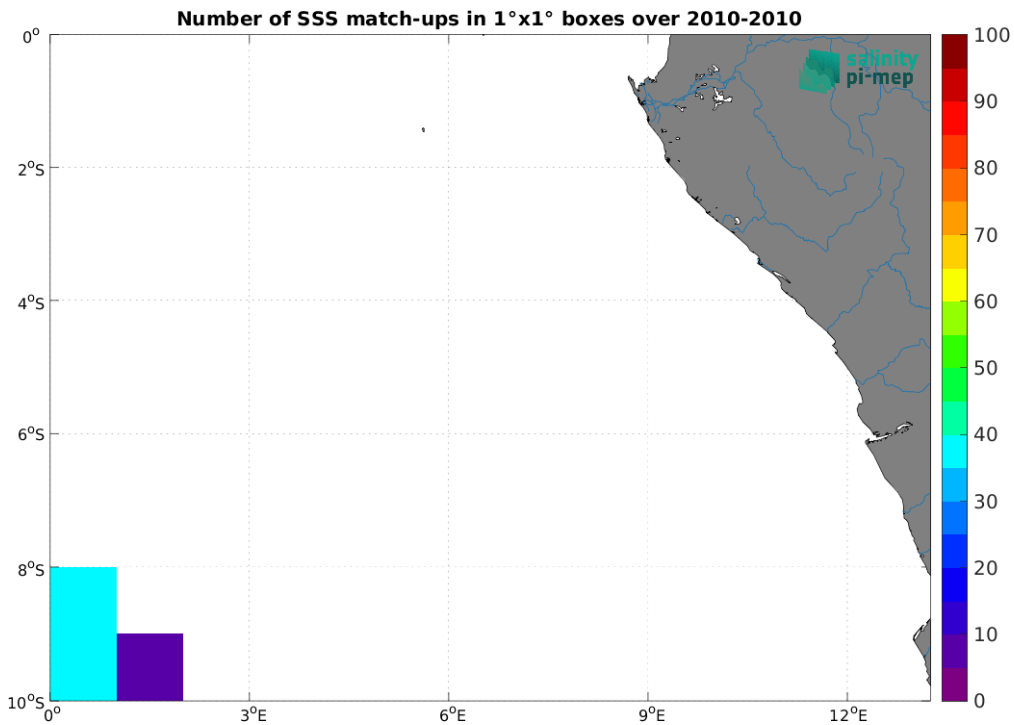 Number of SSS match-ups in 1°x1° boxes over 2010-2010
salinity
pi-mep
0°
2°S
4°S
6°S
8°S
10°S
0°
3°E
6°E
9°E
12°E
100
90
80
70
60
50
40
30
20
10
0